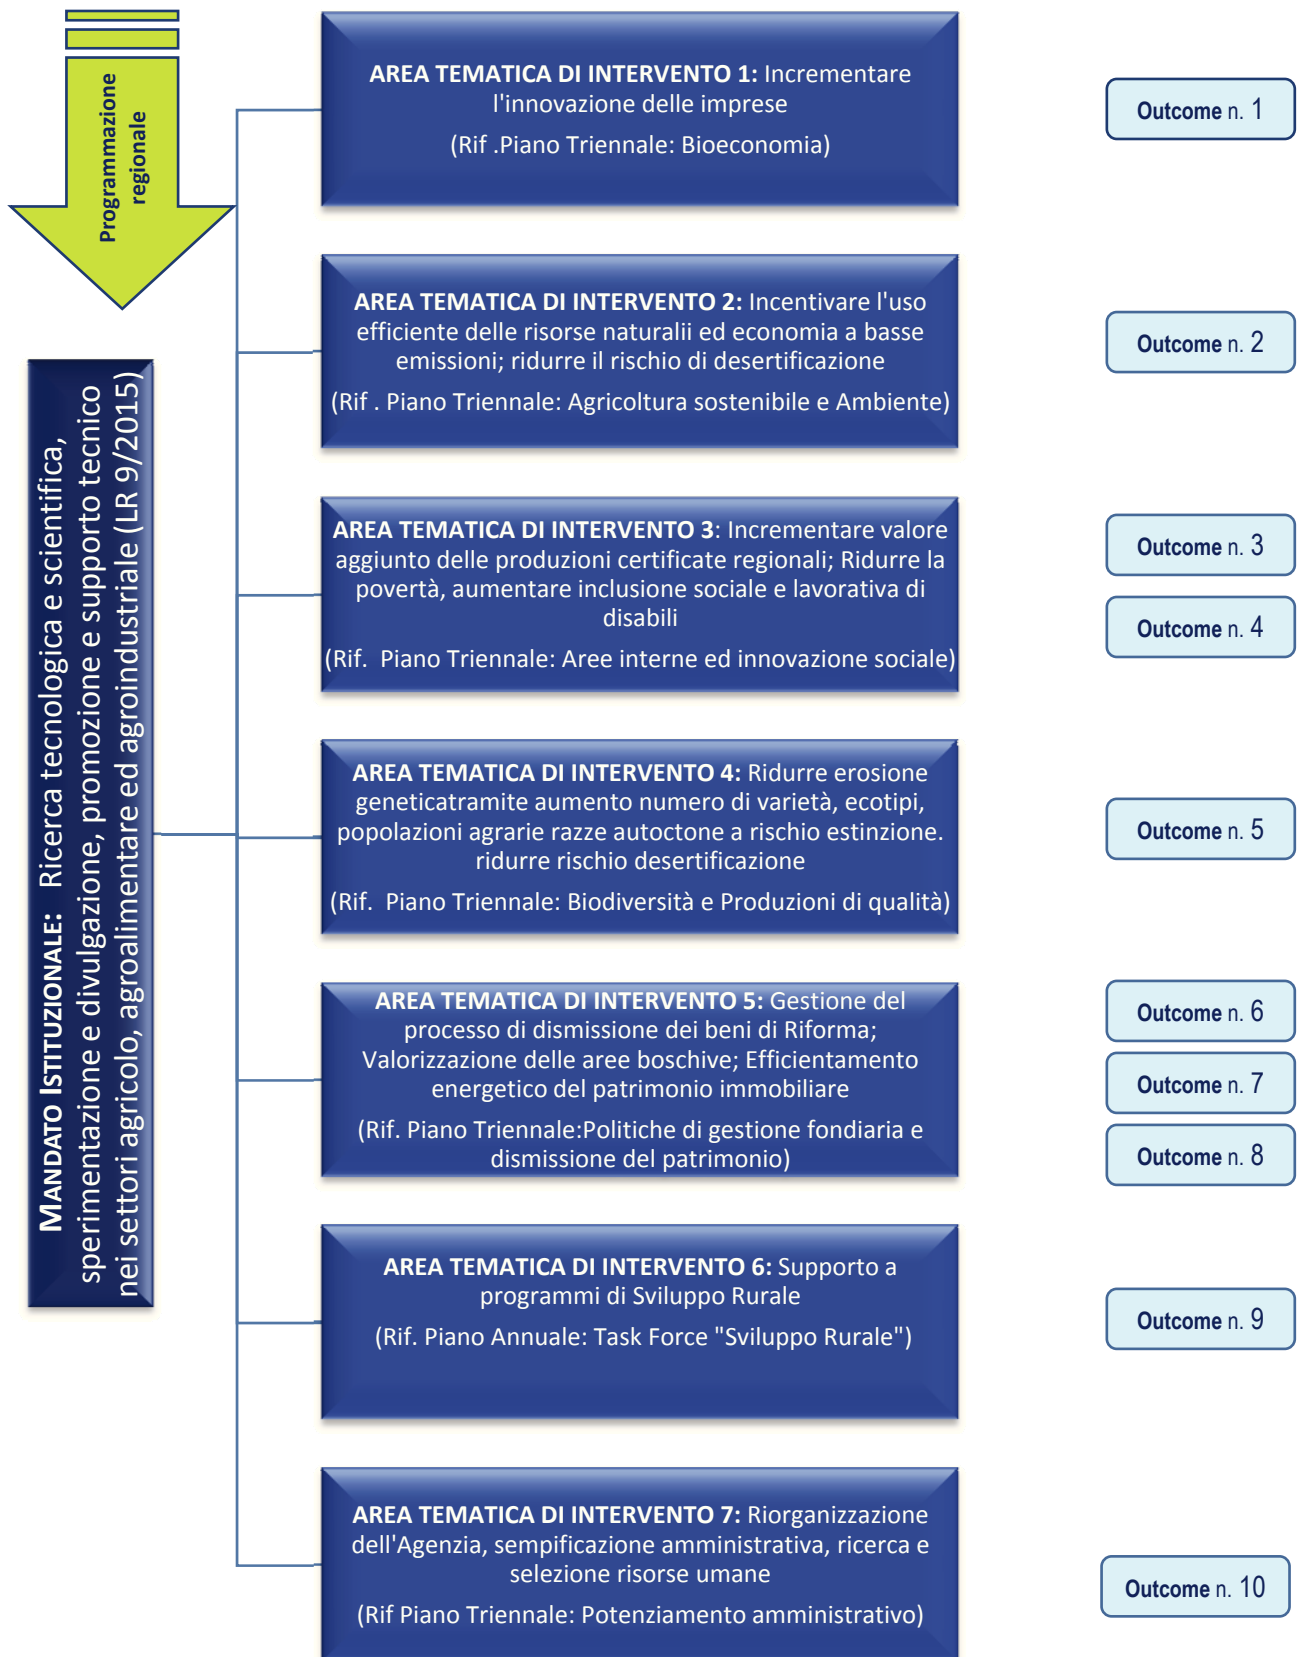 Programmazione
regionale
MANDATO ISTITUZIONALE: Ricerca tecnologica e scientifica,
sperimentazione e divulgazione, promozione e supporto tecnico
nei settori agricolo, agroalimentare ed agroindustriale (LR 9/2015)
AREA TEMATICA DI INTERVENTO 1: Incrementare
l'innovazione delle imprese
(Rif .Piano Triennale: Bioeconomia)
Outcome n. 1
AREA TEMATICA DI INTERVENTO 2: Incentivare l'uso
efficiente delle risorse naturalii ed economia a basse
emissioni; ridurre il rischio di desertificazione
(Rif . Piano Triennale: Agricoltura sostenibile e Ambiente)
Outcome n. 2
AREA TEMATICA DI INTERVENTO 3: Incrementare valore
aggiunto delle produzioni certificate regionali; Ridurre la
povertà, aumentare inclusione sociale e lavorativa di
disabili
(Rif. Piano Triennale: Aree interne ed innovazione sociale)
Outcome n. 3
Outcome n. 4
AREA TEMATICA DI INTERVENTO 4: Ridurre erosione
geneticatramite aumento numero di varietà, ecotipi,
popolazioni agrarie razze autoctone a rischio estinzione.
ridurre rischio desertificazione
(Rif. Piano Triennale: Biodiversità e Produzioni di qualità)
Outcome n. 5
AREA TEMATICA DI INTERVENTO 5: Gestione del
processo di dismissione dei beni di Riforma;
Valorizzazione delle aree boschive; Efficientamento
energetico del patrimonio immobiliare
(Rif. Piano Triennale:Politiche di gestione fondiaria e
dismissione del patrimonio)
Outcome n. 6
Outcome n. 7
Outcome n. 8
AREA TEMATICA DI INTERVENTO 6: Supporto a
programmi di Sviluppo Rurale
(Rif. Piano Annuale: Task Force "Sviluppo Rurale")
Outcome n. 9
AREA TEMATICA DI INTERVENTO 7: Riorganizzazione
dell'Agenzia, sempificazione amministrativa, ricerca e
selezione risorse umane
(Rif Piano Triennale: Potenziamento amministrativo)
Outcome n. 10